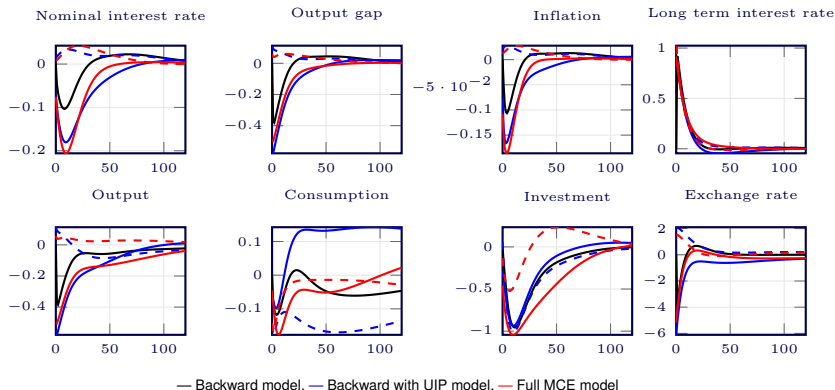 Nominal interest rate
Output gap
Inflation
Long term interest rate
0
−0.1
−0.2
0 50 100
0
−0.2
−0.4
0 50 100
0
−5 · 10−2
−0.1
−0.15
0 50 100
1
0.5
0
0 50 100
Output
Consumption
Investment
Exchange rate
0
−0.2
−0.4
0 50 100
0.1
0
−0.1
0 50 100
0
−0.5
−1
0 50 100
2
0
−2
−4
−6
0 50 100
— Backward model, — Backward with UIP model, — Full MCE model